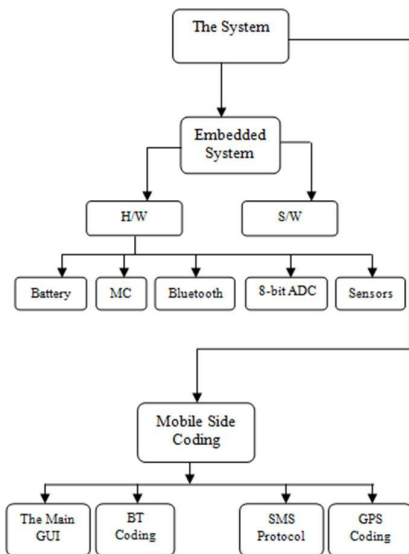 The System
Embedded
System
H/W
S/W
Battery
MC
Bluetooth
8-bit ADC
Sensors
Mobile Side
Coding
The Main
GUI
BT
Coding
SMS
Protocol
GPS
Coding